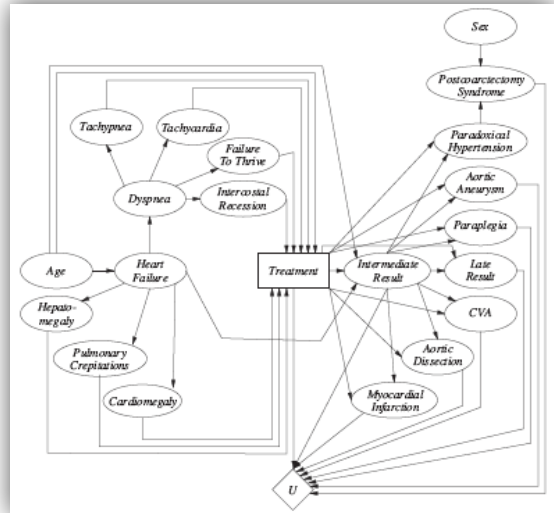 Sex
Postcoarctectomy
Syndrome
Tachypnea
Tachycardia
Paradoxical
Hypertension
Failure
To Thrive
Aortic
Aneurysm
Dyspnea
Intercostal
Recession
Paraplegia
Age
Heart
Failure
Treatment
Intermediate
Result
Late
Result
Hepato-
megaly
CVA
Pulmonary
Crepitations
Aortic
Dissection
Cardiomegaly
Myocardial
Infarction
U